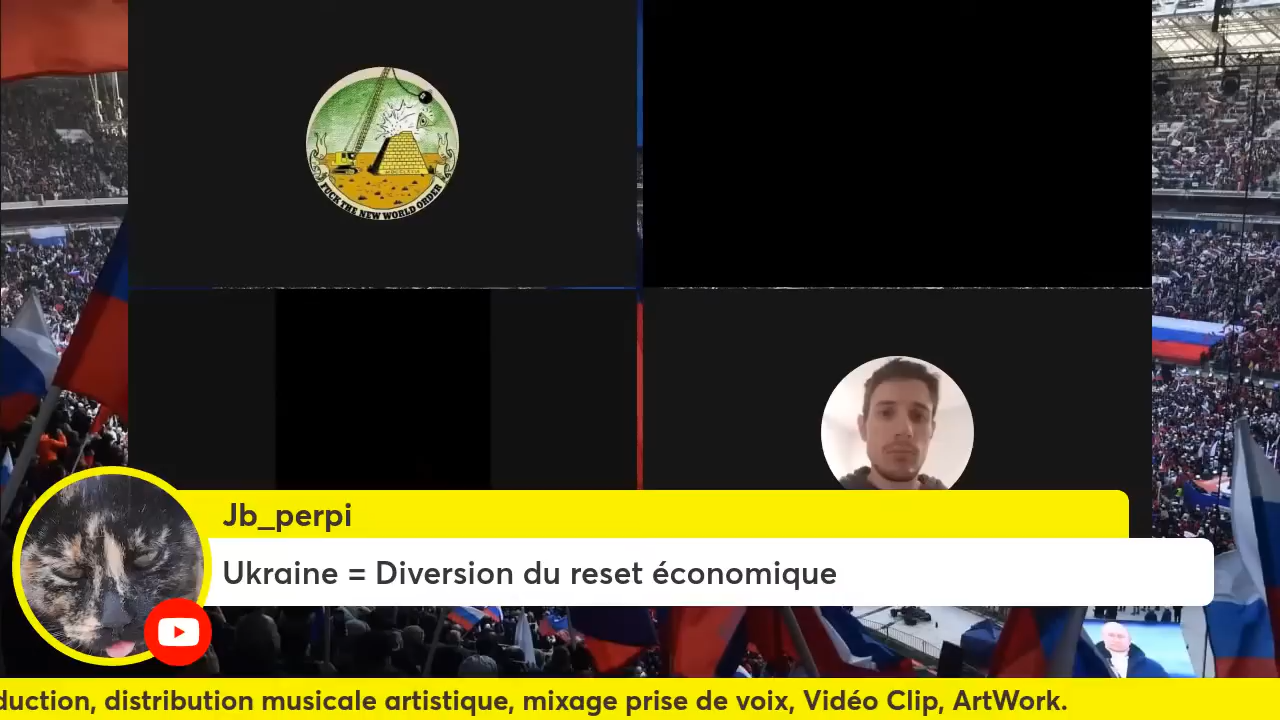 FUCK THE NEW WORLD ORDER
Jb_perpi
Ukraine = Diversion du reset économique
duction, distribution musicale artistique, mixage prise de voix, Vidéo Clip, ArtWork.